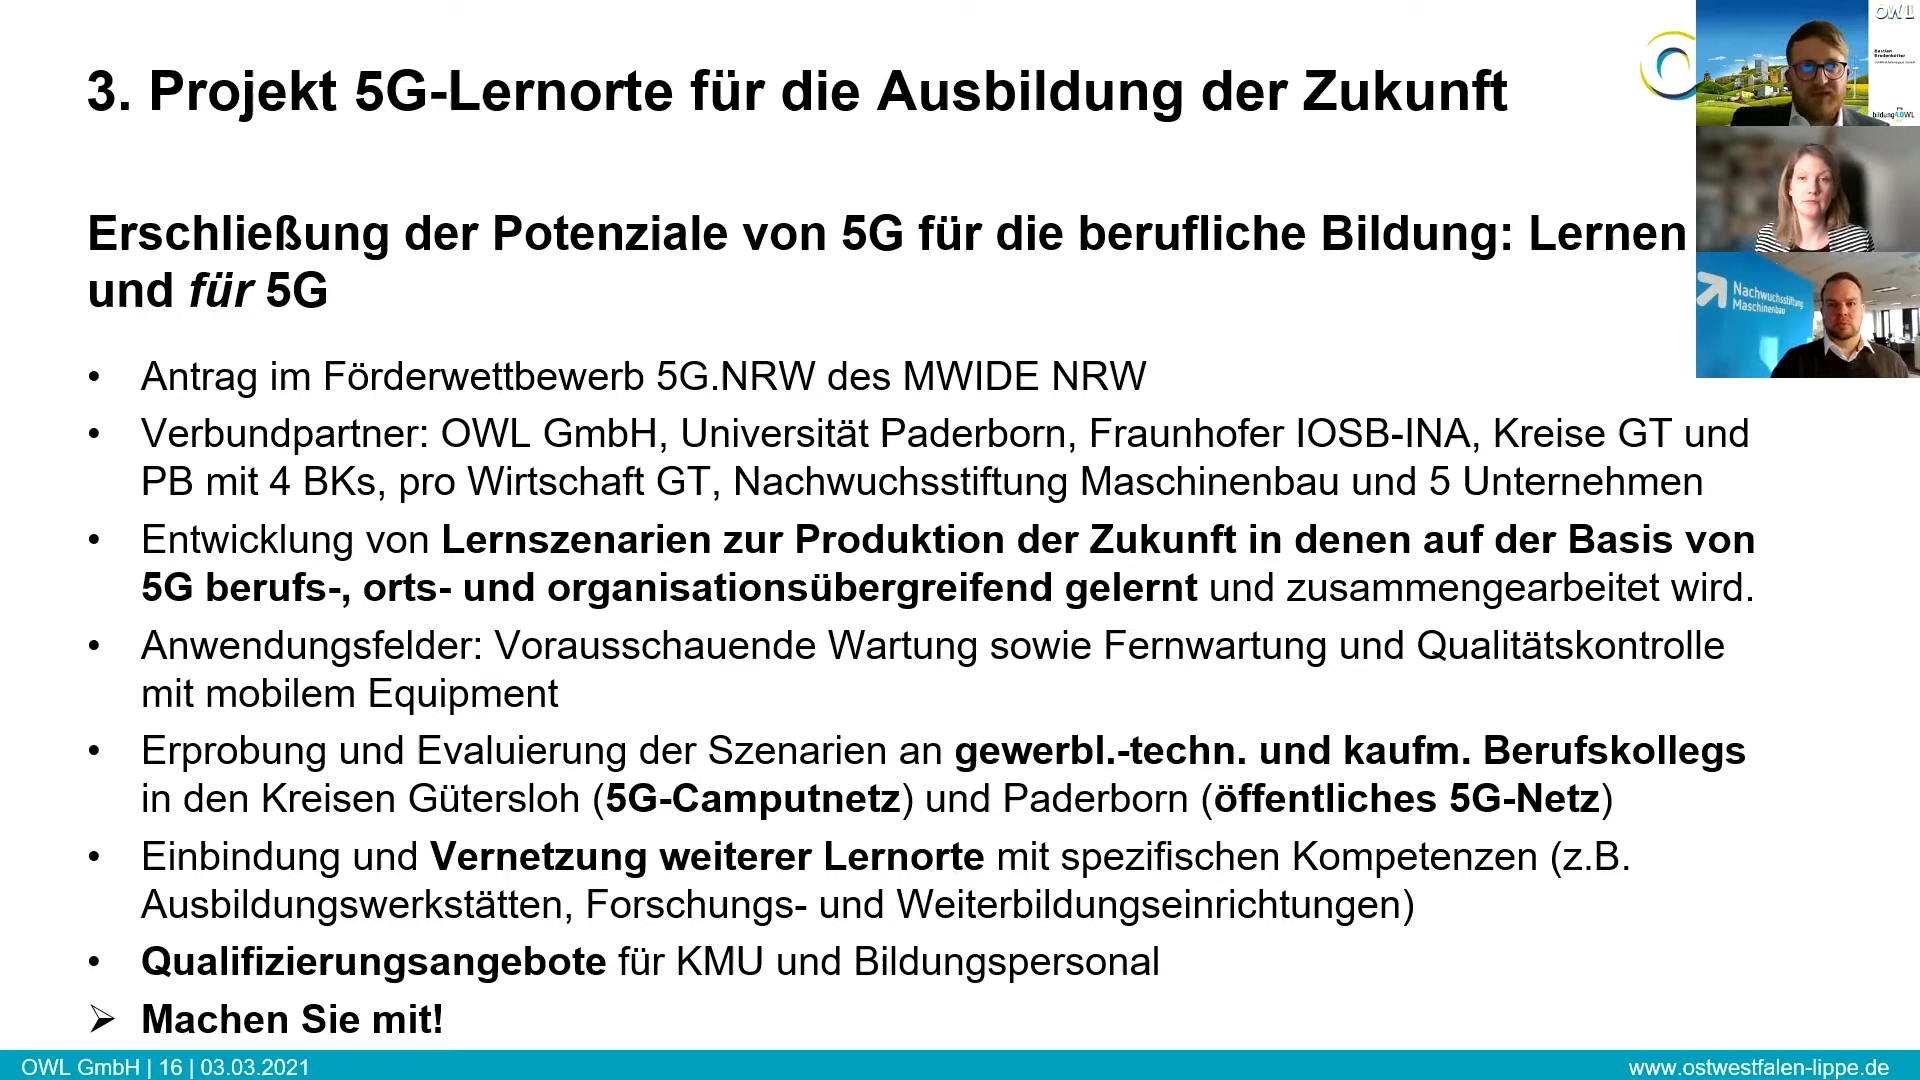 3. Projekt 5G-Lernorte für die Ausbildung der Zukunft
OWL
Bastian
Bredenkötter
bildung4.0WL
Nachwuchsstiftung
Maschinenbau
Erschließung der Potenziale von 5G für die berufliche Bildung: Lernen
und für 5G
• Antrag im Förderwettbewerb 5G.NRW des MWIDE NRW
• Verbundpartner: OWL GmbH, Universität Paderborn, Fraunhofer IOSB-INA, Kreise GT und
PB mit 4 BKs, pro Wirtschaft GT, Nachwuchsstiftung Maschinenbau und 5 Unternehmen
• Entwicklung von Lernszenarien zur Produktion der Zukunft in denen auf der Basis von
5G berufs-, orts- und organisationsübergreifend gelernt und zusammengearbeitet wird.
• Anwendungsfelder: Vorausschauende Wartung sowie Fernwartung und Qualitätskontrolle
mit mobilem Equipment
• Erprobung und Evaluierung der Szenarien an gewerbl.-techn. und kaufm. Berufskollegs
in den Kreisen Gütersloh (5G-Camputnetz) und Paderborn (öffentliches 5G-Netz)
• Einbindung und Vernetzung weiterer Lernorte mit spezifischen Kompetenzen (z.B.
Ausbildungswerkstätten, Forschungs- und Weiterbildungseinrichtungen)
• Qualifizierungsangebote für KMU und Bildungspersonal
➢ Machen Sie mit!
OWL GmbH | 16 | 03.03.2021
www.ostwestfalen-lippe.de